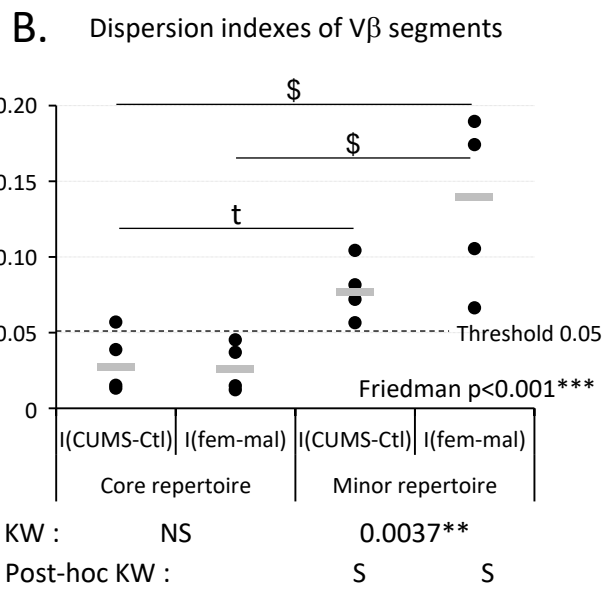 B. Dispersion indexes of Vβ segments
$
0.20
$
0.15
t
0.10
0.05
Threshold 0.05
Friedman p<0.001***
0
I(CUMS-Ctl) I(fem-mal) I(CUMS-Ctl) I(fem-mal)
Core repertoire Minor repertoire
KW : NS 0.0037**
Post-hoc KW : S S